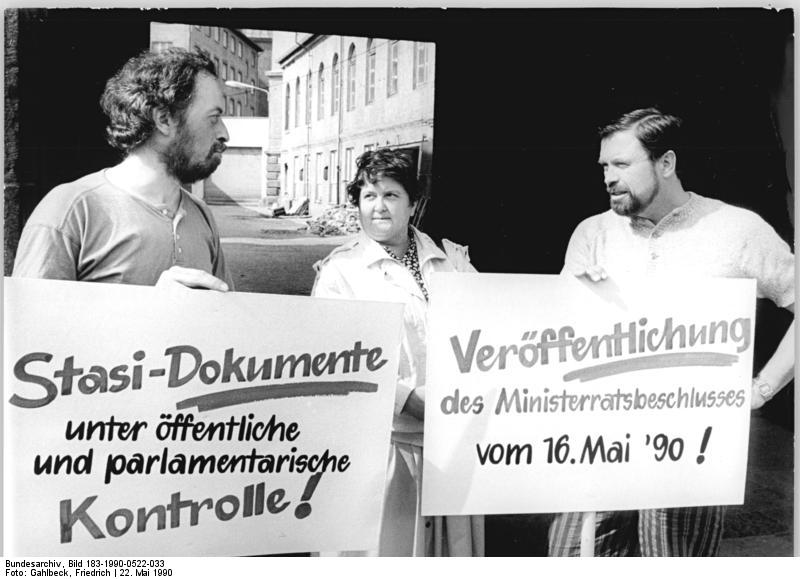 Stasi-Dokumente
unter öffentliche
und parlamentarische
Kontrolle!
Veröffentlichung
des Ministerratsbeschlusses
vom 16. Mai '90!
Bundesarchiv, Bild 183-1990-0522-033
Foto: Gahlbeck, Friedrich | 22. Mai 1990